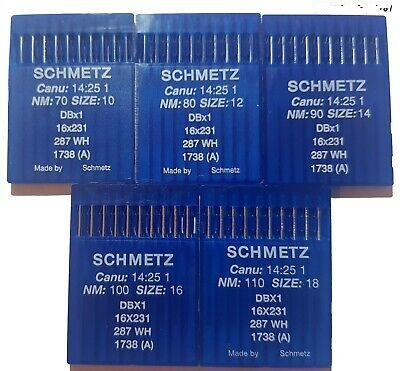 SCHMETZ
Canu: 14:25 1
NM:70 SIZE:10
DBx1
16x231
287 WH
1738 (A)
Made by Schmetz
SCHMETZ
Canu: 14:25 1
NM:80 SIZE:12
DBx1
16x231
287 WH
1738 (A)
Made by Schmetz
SCHMETZ
Canu: 14:25 1
NM:90 SIZE:14
DBx1
16x231
287 WH
1738 (A)
Made by Schmetz
SCHMETZ
Canu: 14:25 1
NM:100 SIZE: 16
DBX1
16X231
287 WH
1738 (A)
SCHMETZ
Canu: 14:25 1
NM: 110 SIZE: 18
DBX1
16X231
287 WH
1738 (A)
Made by Schmetz